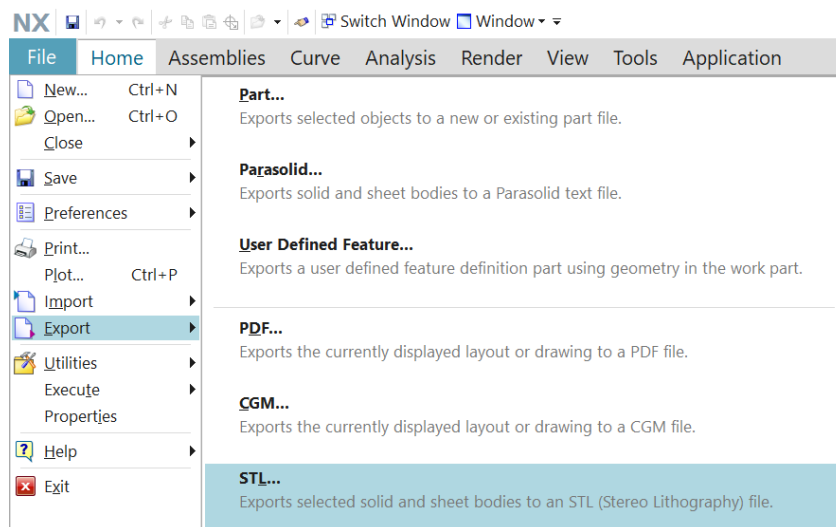 NX Switch Window Window
File Home Assemblies Curve Analysis Render View Tools Application
New... Ctrl+N
Open... Ctrl+O
Close
Save
Preferences
Print...
Plot... Ctrl+P
Import
Export
Utilities
Execute
Properties
Help
Exit
Part...
Exports selected objects to a new or existing part file.
Parasolid...
Exports solid and sheet bodies to a Parasolid text file.
User Defined Feature...
Exports a user defined feature definition part using geometry in the work part.
PDF...
Exports the currently displayed layout or drawing to a PDF file.
CGM...
Exports the currently displayed layout or drawing to a CGM file.
STL...
Exports selected solid and sheet bodies to an STL (Stereo Lithography) file.